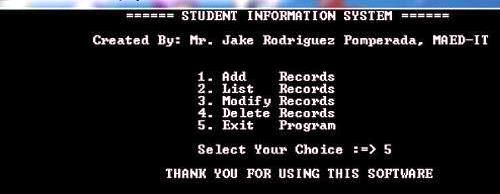 ====== STUDENT INFORMATION SYSTEM ======
Created By: Mr. Jake Rodriguez Pomperada, MAED-IT
1. Add Records
2. List Records
3. Modify Records
4. Delete Records
5. Exit Program
Select Your Choice :=> 5
THANK YOU FOR USING THIS SOFTWARE